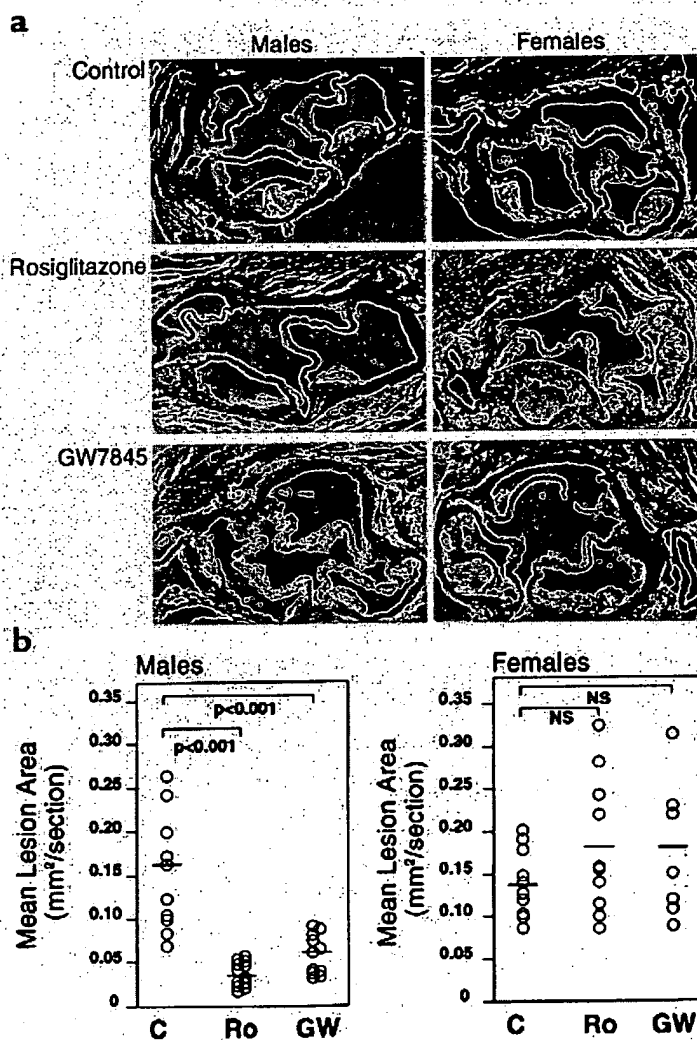 a
Males Females
Control
Rosiglitazone
GW7845
b
Males
Mean Lesion Area
(mm²/section)
0.35
0.30
0.25
0.20
0.15
0.10
0.05
0
p<0.001
p<0.001
C Ro GW
Females
Mean Lesion Area
(mm²/section)
0.35
0.30
0.25
0.20
0.15
0.10
0.05
0
NS
NS
C Ro GW